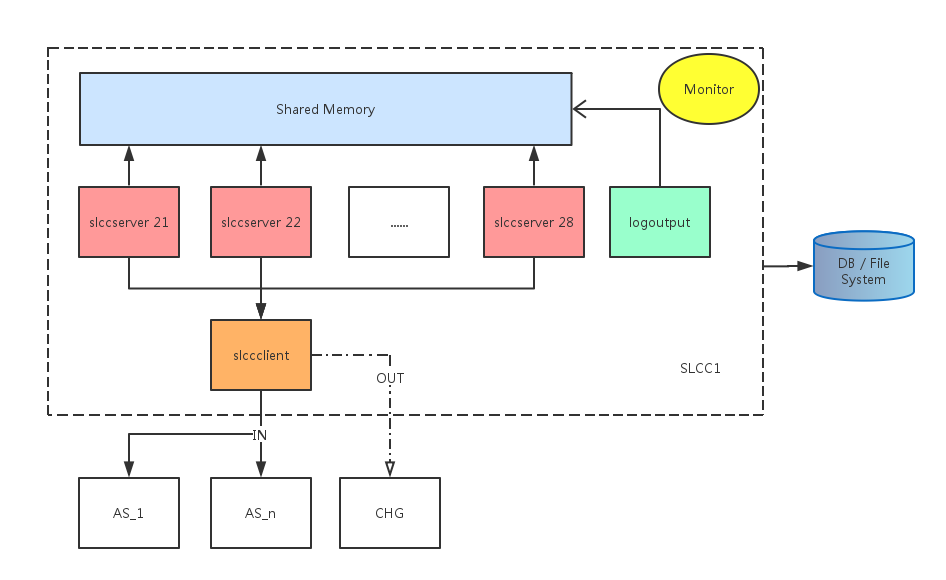 Monitor
Shared Memory
slccserver 21
slccserver 22
......
slccserver 28
logoutput
DB / File
System
slccclient
SLCC1
OUT
IN
AS_1
AS_n
CHG